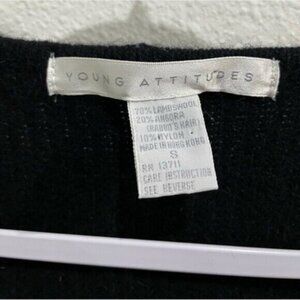 YOUNG ATTITUDES
70% LAMBSWOOL
20% ANGORA
(RABBIT'S HAIR)
10% NYLON
MADE IN HONG KONG
S
RN 13711
CARE INSTRUCTION
SEE REVERSE